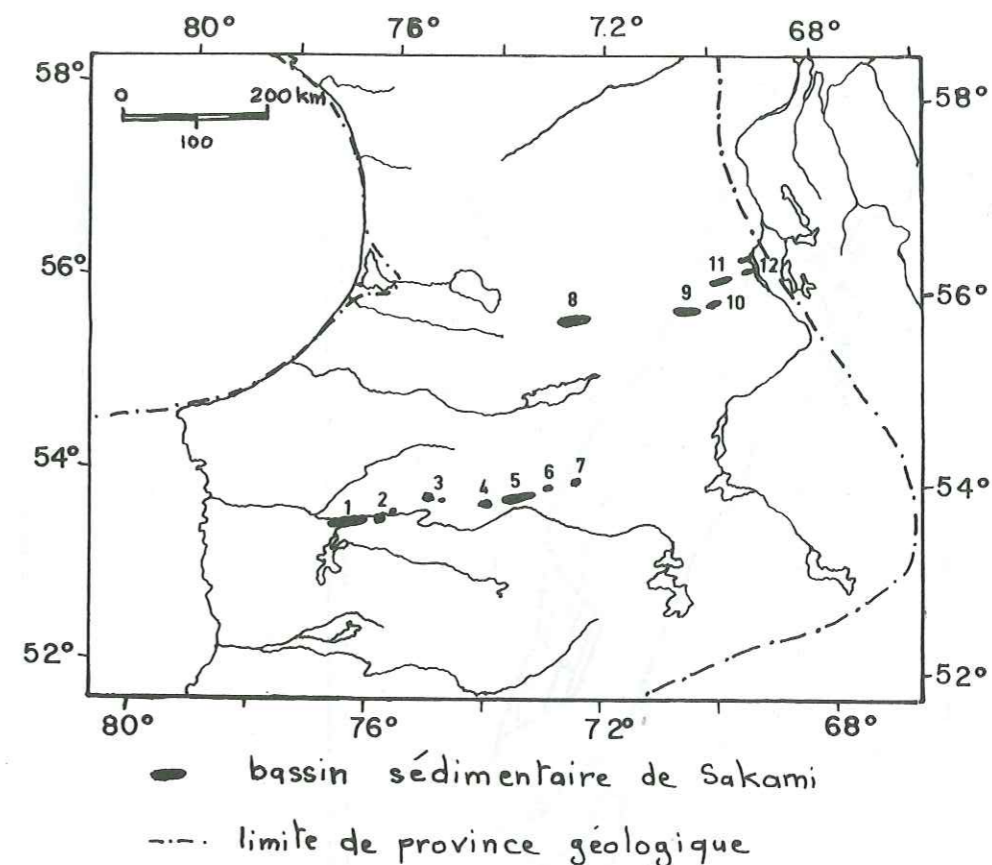 80° 76° 7.2° 68°
58°
0 200 km
100
58°
56°
11 12
8 9 10
56°
54°
3 4 5 6 7
1 2
54°
52°
52°
80° 76° 72° 68°
bassin sédimentaire de Sakami
limite de province géologique